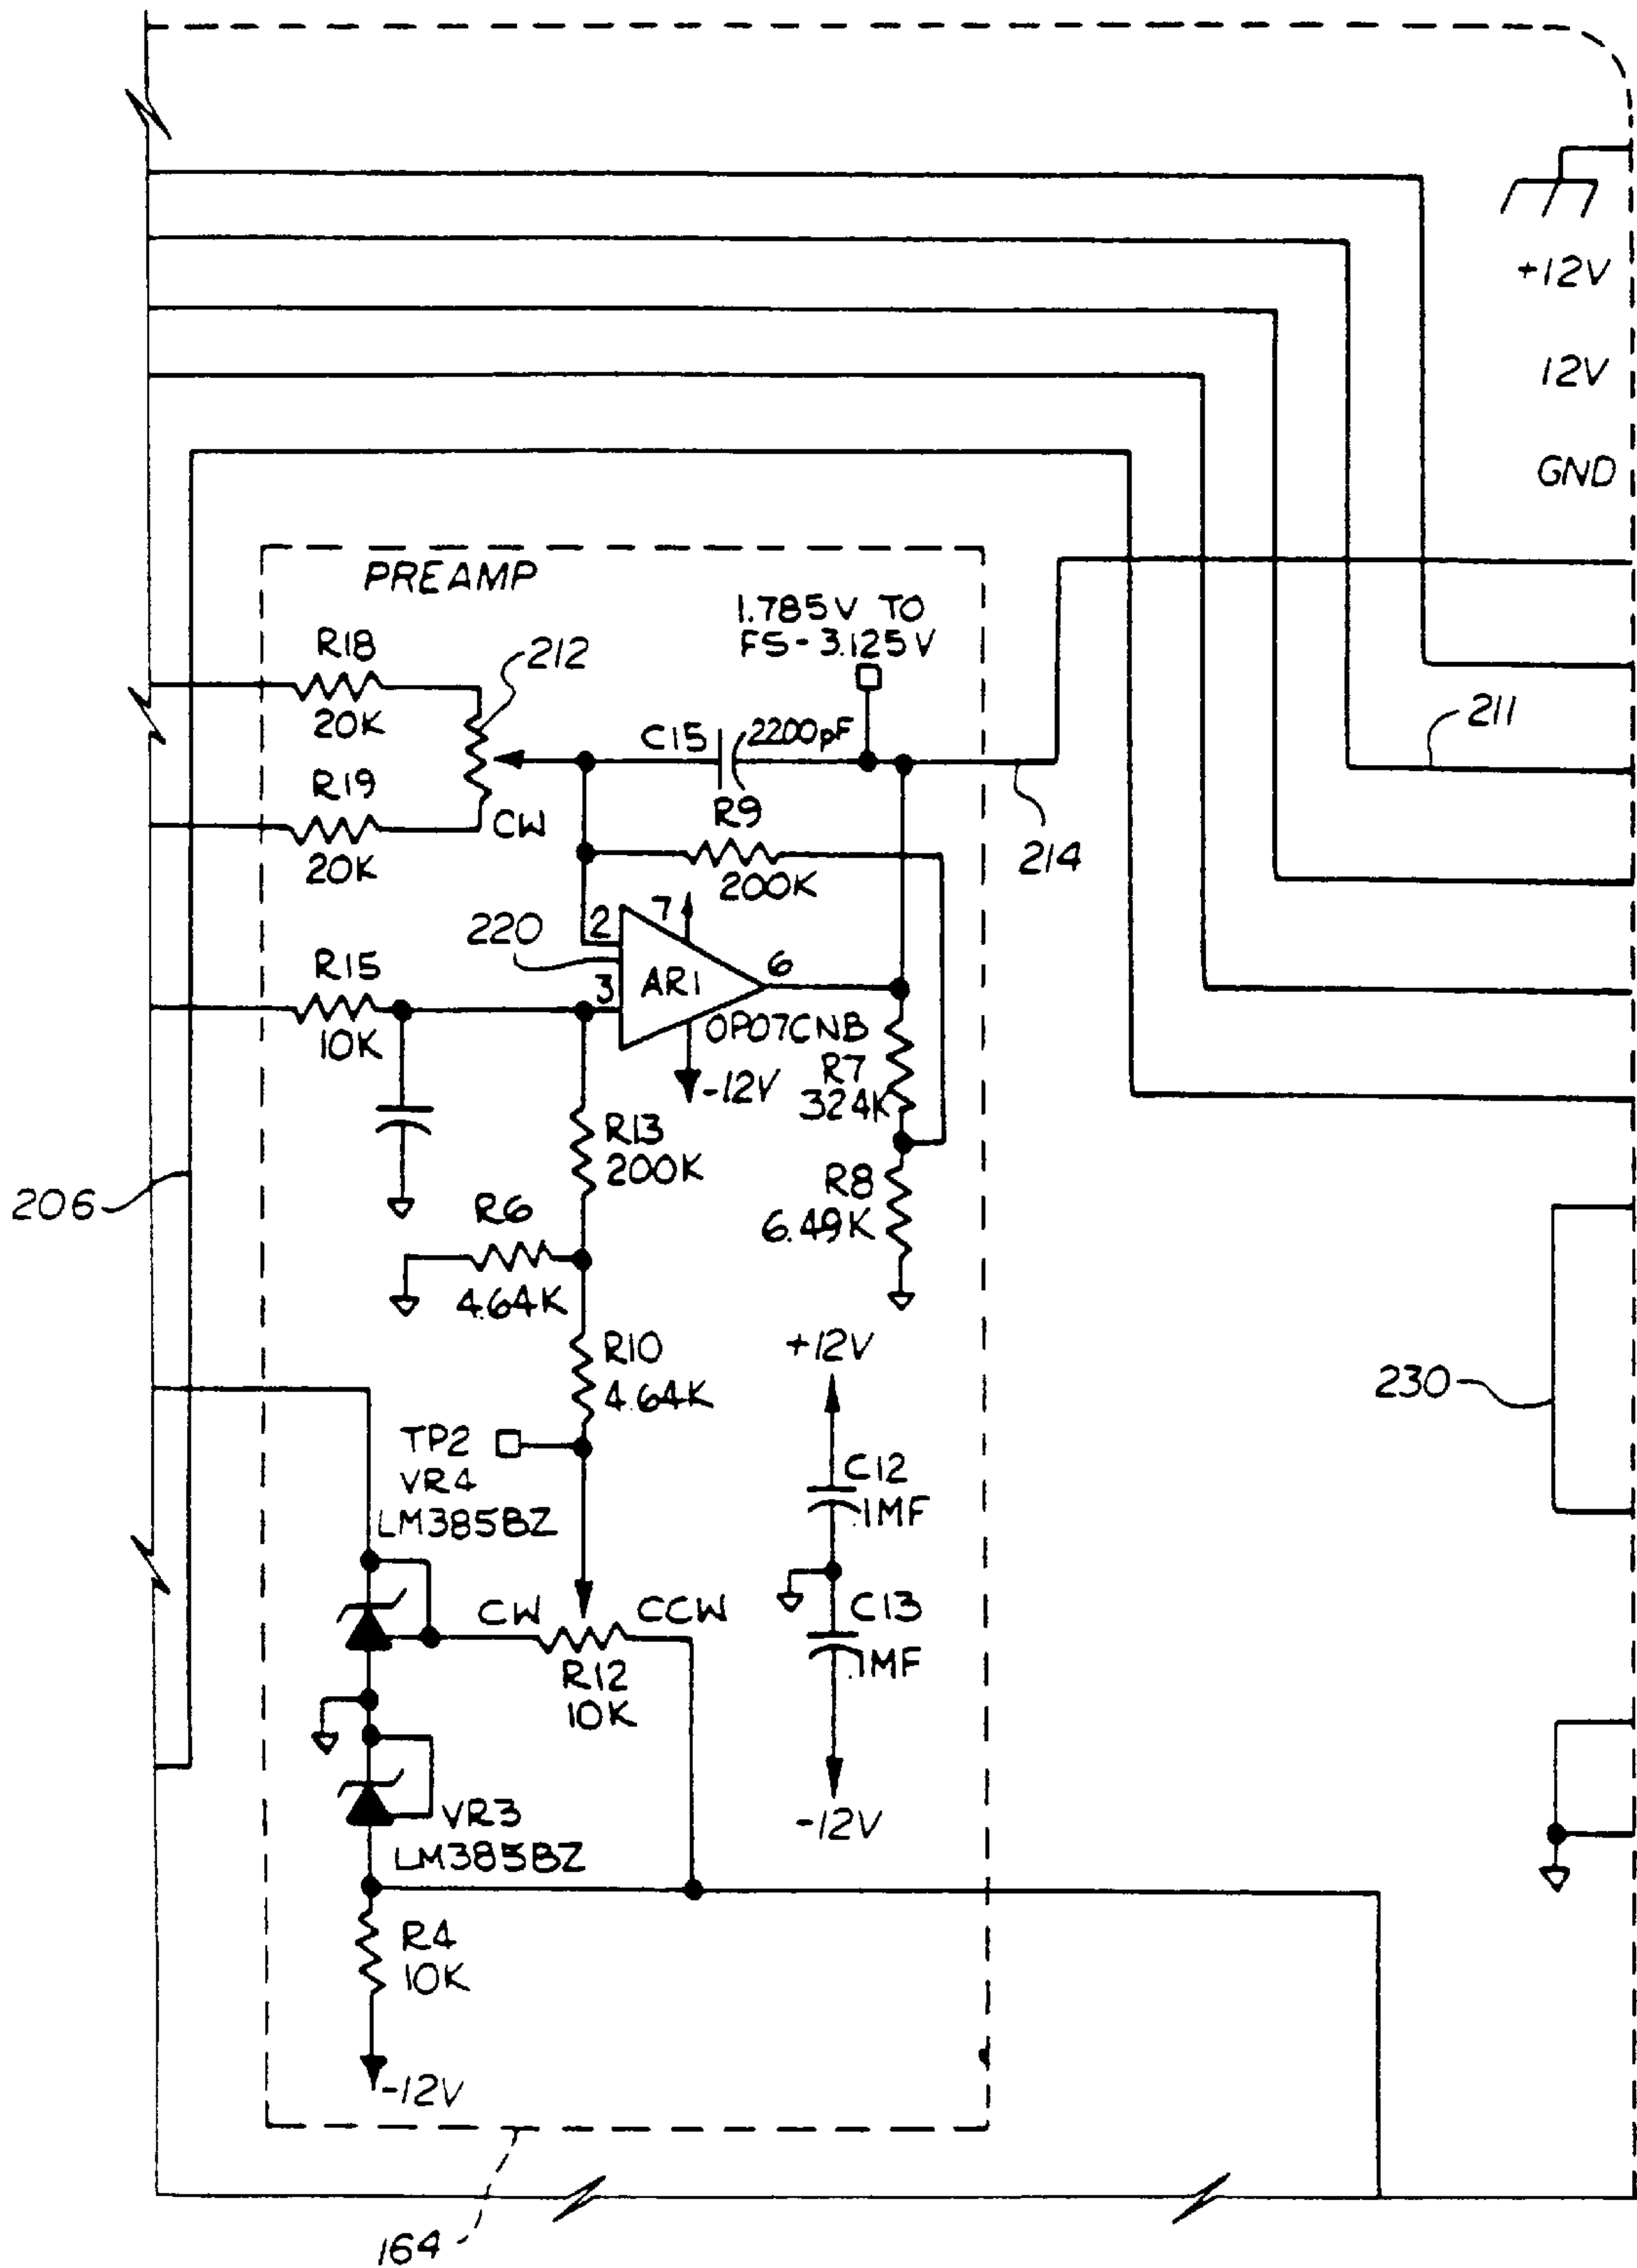 +12V
12V
GND
PREAMP
1.785V TO
FS-3.125V
R18
20K
212
C15
2200pF
211
R19
20K
CW
R9
200K
214
220
2
7
R15
10K
3
AR1
6
OP07CNB
-12V
R7
324K
R13
200K
206
R8
6.49K
R6
4.64K
R10
4.64K
+12V
230
TP2
VR4
LM385BZ
C12
.1MF
CW
CCW
R12
10K
C13
.1MF
VR3
LM385BZ
-12V
R4
10K
-12V
164